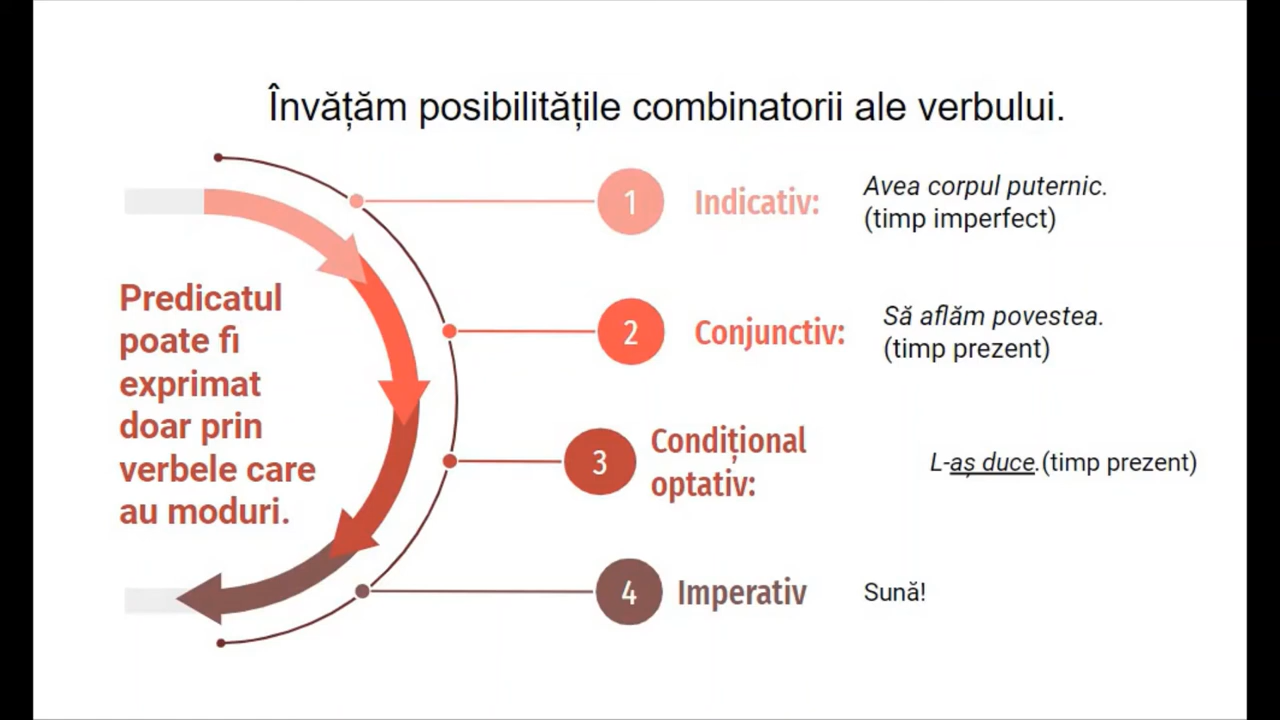 Învățăm posibilitățile combinatorii ale verbului.
Predicatul
poate fi
exprimat
doar prin
verbele care
au moduri.
1
Indicativ:
Avea corpul puternic.
(timp imperfect)
2
Conjunctiv:
Să aflăm povestea.
(timp prezent)
3
Condițional
optativ:
L-aș duce.(timp prezent)
4
Imperativ
Sună!